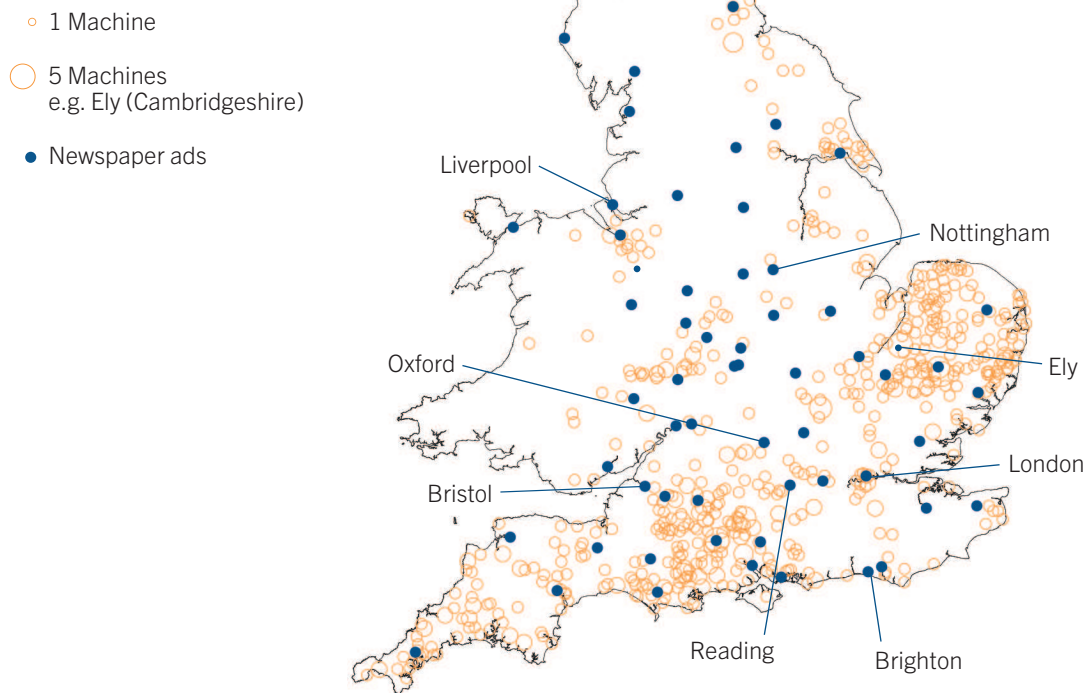 1 Machine
5 Machines
e.g. Ely (Cambridgeshire)
Newspaper ads
Liverpool
Nottingham
Oxford
Ely
London
Bristol
Reading
Brighton